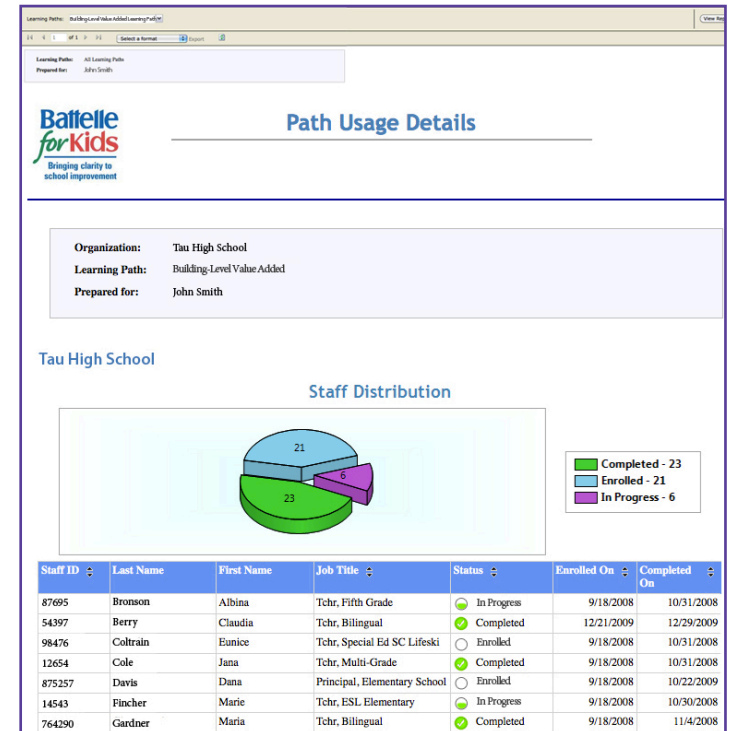 Learning Paths: Building-Level Value Added Learning Path
View Rep
1 of 1 Select a format Export
Learning Paths: All Learning Paths
Prepared for: John Smith
Battelle
for Kids
Bringing clarity to
school improvement
Path Usage Details
Organization: Tau High School
Learning Path: Building-Level Value Added
Prepared for: John Smith
Tau High School
Staff Distribution
21
6
23
Completed - 23
Enrolled - 21
In Progress - 6
Staff ID Last Name First Name Job Title Status Enrolled On Completed
On
87695 Bronson Albina Tchr, Fifth Grade In Progress 9/18/2008 10/31/2008
54397 Berry Claudia Tchr, Bilingual Completed 12/21/2009 12/29/2009
98476 Coltrain Eunice Tchr, Special Ed SC Lifeski Enrolled 9/18/2008 10/31/2008
12654 Cole Jana Tchr, Multi-Grade Completed 9/18/2008 10/31/2008
875257 Davis Dana Principal, Elementary School Enrolled 9/18/2008 10/22/2009
14543 Fincher Marie Tchr, ESL Elementary In Progress 9/18/2008 10/30/2008
764290 Gardner Maria Tchr, Bilingual Completed 9/18/2008 11/4/2008